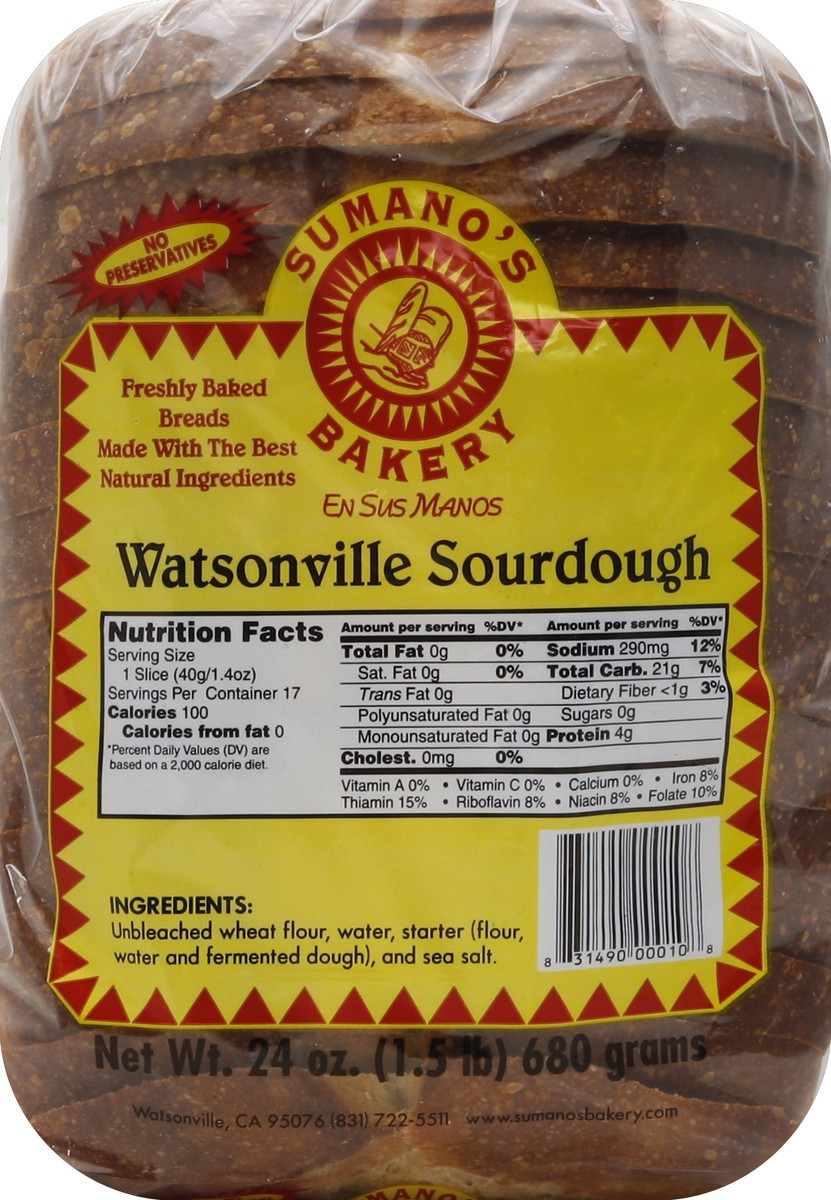 NO
PRESERVATIVES
SUMANO'S
BAKERY
EN SUS MANOS
Freshly Baked
Breads
Made With The Best
Natural Ingredients
Watsonville Sourdough
Nutrition Facts
Serving Size
1 Slice (40g/1.4oz)
Servings Per Container 17
Calories 100
Calories from fat 0
*Percent Daily Values (DV) are
based on a 2,000 calorie diet.
Amount per serving %DV*
Total Fat 0g 0%
Sat. Fat 0g 0%
Trans Fat 0g
Polyunsaturated Fat 0g
Monounsaturated Fat 0g
Cholest. 0mg 0%
Amount per serving %DV*
Sodium 290mg 12%
Total Carb. 21g 7%
Dietary Fiber <1g 3%
Sugars 0g
Protein 4g
Vitamin A 0% • Vitamin C 0% • Calcium 0% • Iron 8%
Thiamin 15% • Riboflavin 8% • Niacin 8% • Folate 10%
INGREDIENTS:
Unbleached wheat flour, water, starter (flour,
water and fermented dough), and sea salt.
8 31490 00010 8
Net Wt. 24 oz. (1.5 lb) 680 grams
Watsonville, CA 95076 (831) 722-5511 www.sumanosbakery.com